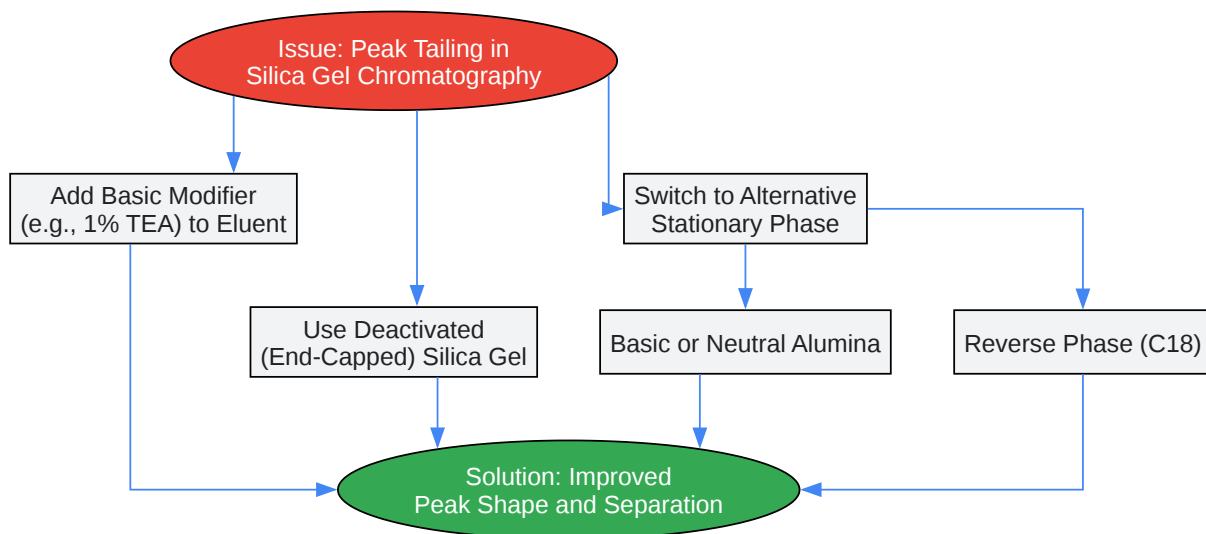 Issue: Peak Tailing in
Silica Gel Chromatography
Add Basic Modifier
(e.g., 1% TEA) to Eluent
Switch to Alternative
Stationary Phase
Use Deactivated
(End-Capped) Silica Gel
Basic or Neutral Alumina
Reverse Phase (C18)
Solution: Improved
Peak Shape and Separation